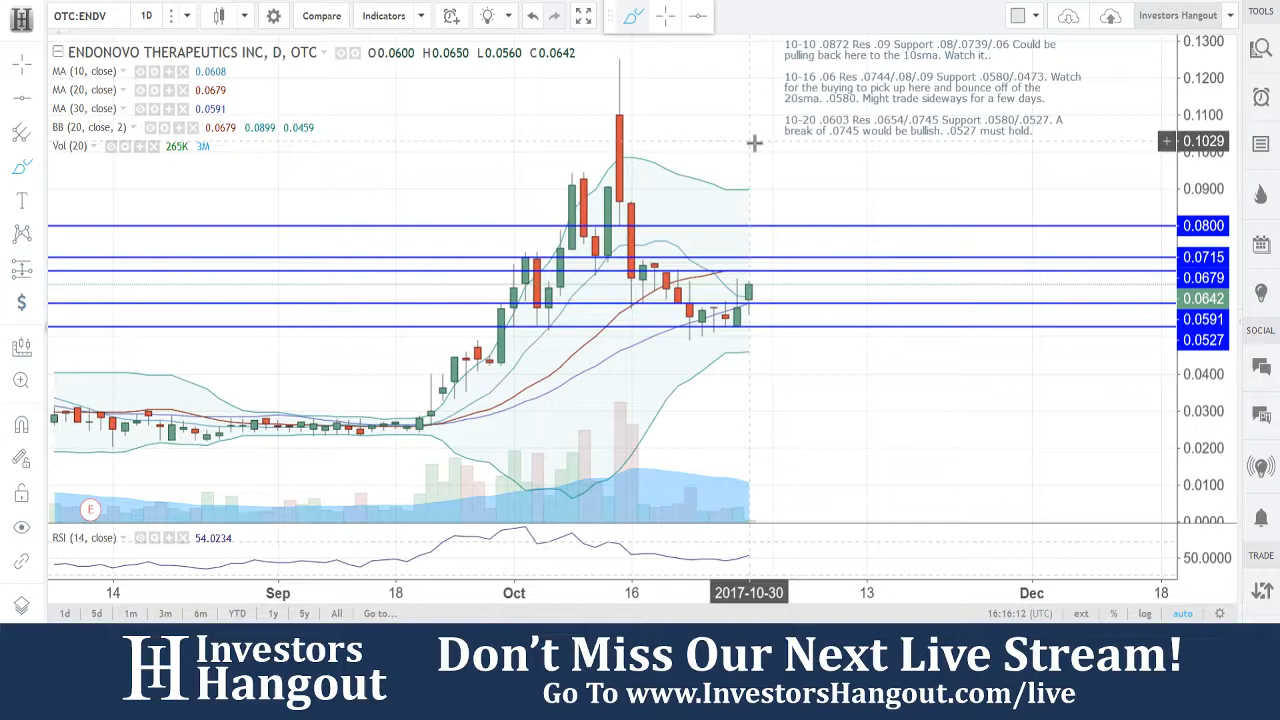 OTC:ENDV 1D Compare Indicators Investors Hangout TOOLS
ENDONOVO THERAPEUTICS INC, D, OTC O0.0600 H0.0650 L0.0560 C0.0642
MA (10, close) 0.0608
MA (20, close) 0.0679
MA (30, close) 0.0591
BB (20, close, 2) 0.0679 0.0899 0.0459
Vol (20) 265K 3M
10-10 .0872 Res .09 Support .08/.0739/.06 Could be
pulling back here to the 10sma. Watch it..
10-16 .06 Res .0744/.08/.09 Support .0580/.0473. Watch
for the buying to pick up here and bounce off of the
20sma. .0580. Might trade sideways for a few days.
10-20 .0603 Res .0654/.0745 Support .0580/.0527. A
break of .0745 would be bullish. .0527 must hold.
0.1300
0.1200
0.1100
0.1029
0.1000
0.0900
0.0800
0.0715
0.0679
0.0642
0.0591
0.0527
0.0400
0.0300
0.0200
0.0100
0.0000
SOCIAL
E
RSI (14, close) 54.0234
50.0000
TRADE
14 Sep 18 Oct 16 2017-10-30 13 Dec 18
1d 5d 1m 3m 6m YTD 1y 5y All Go to... 16:16:12 (UTC) ext % log auto
Investors
Hangout
Don't Miss Our Next Live Stream!
Go To www.InvestorsHangout.com/live